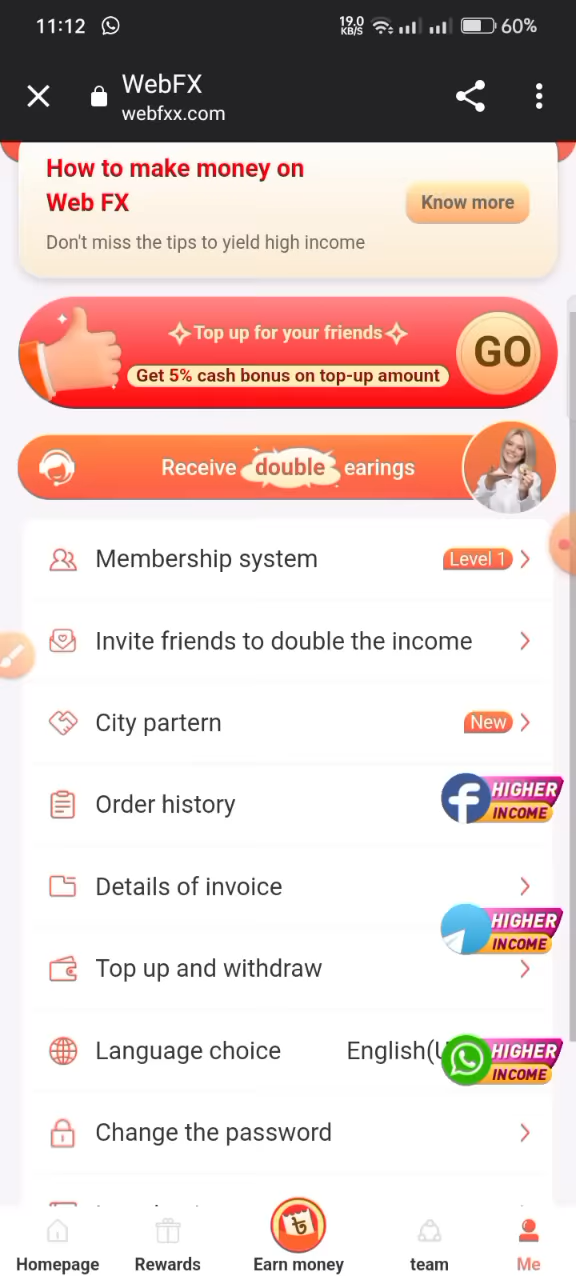 11:12
19.0
KB/S
60%
WebFX
webfxx.com
How to make money on
Web FX
Know more
Don't miss the tips to yield high income
Top up for your friends
Get 5% cash bonus on top-up amount
GO
Receive double earings
Membership system
Level 1
Invite friends to double the income
City partern
New
Order history
HIGHER
INCOME
Details of invoice
HIGHER
INCOME
Top up and withdraw
Language choice
English(U
HIGHER
INCOME
Change the password
৳
Homepage
Rewards
Earn money
team
Me